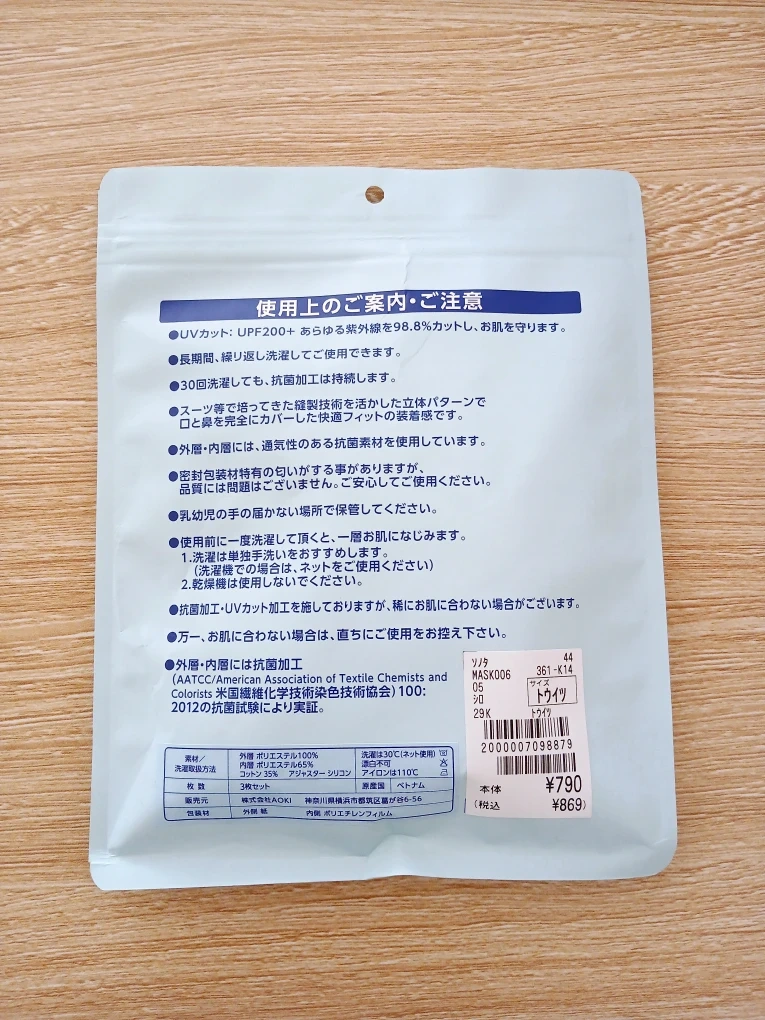 使用上のご案内・ご注意
●UVカット： UPF200+ あらゆる紫外線を98.8%カットし、お肌を守ります。
●長期間、繰り返し洗濯してご使用できます。
●30回洗濯しても、抗菌加工は持続します。
●スーツ等で培ってきた縫製技術を活かした立体パターンで
口と鼻を完全にカバーした快適フィットの装着感です。
●外層・内層には、通気性のある抗菌素材を使用しています。
●密封包装材特有の匂いがする事がありますが、
品質には問題はございません。ご安心してご使用ください。
●乳幼児の手の届かない場所で保管してください。
●使用前に一度洗濯して頂くと、一層お肌になじみます。
1.洗濯は単独手洗いをおすすめします。
（洗濯機での場合は、ネットをご使用ください）
2.乾燥機は使用しないでください。
●抗菌加工・UVカット加工を施しておりますが、稀にお肌に合わない場合がございます。
●万一、お肌に合わない場合は、直ちにご使用をお控え下さい。
●外層・内層には抗菌加工
（AATCC/American Association of Textile Chemists and
Colorists 米国繊維化学技術染色技術協会）100：
2012の抗菌試験により実証。
素材／洗濯取扱方法
外層 ポリエステル100%
内層 ポリエステル65%
コットン 35% アジャスター シリコン
洗濯は30℃（ネット使用）
漂白不可
アイロンは110℃
枚 数 3枚セット 原産国 ベトナム
販売元 株式会社AOKI 神奈川県横浜市都筑区葛が谷6-56
包装材 外側 紙 内側 ポリエチレンフィルム
ソノタ 44
MASK006 361-K14
05 サイズ
シロ トウイツ
29K トウイツ
2000007098879
本体 ¥790
(税込 ¥869)